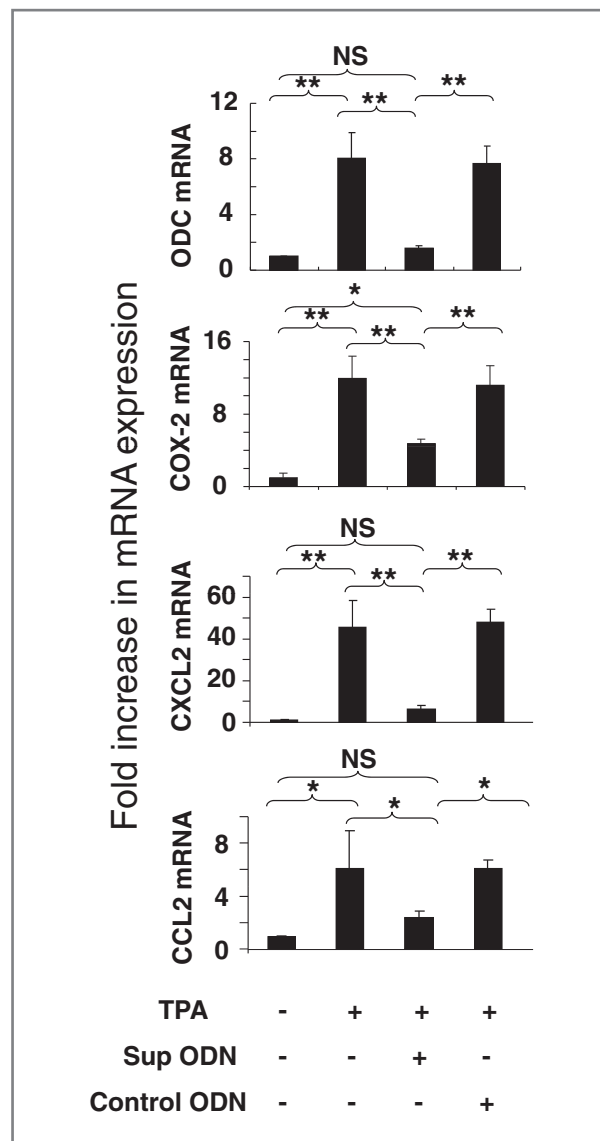 NS
** ** **
12
8
4
0
ODC mRNA
*
** ** **
16
8
0
COX-2 mRNA
NS
** ** **
60
40
20
0
CXCL2 mRNA
NS
* * *
8
4
0
CCL2 mRNA
Fold increase in mRNA expression
TPA - + + +
Sup ODN - - + -
Control ODN - - - +